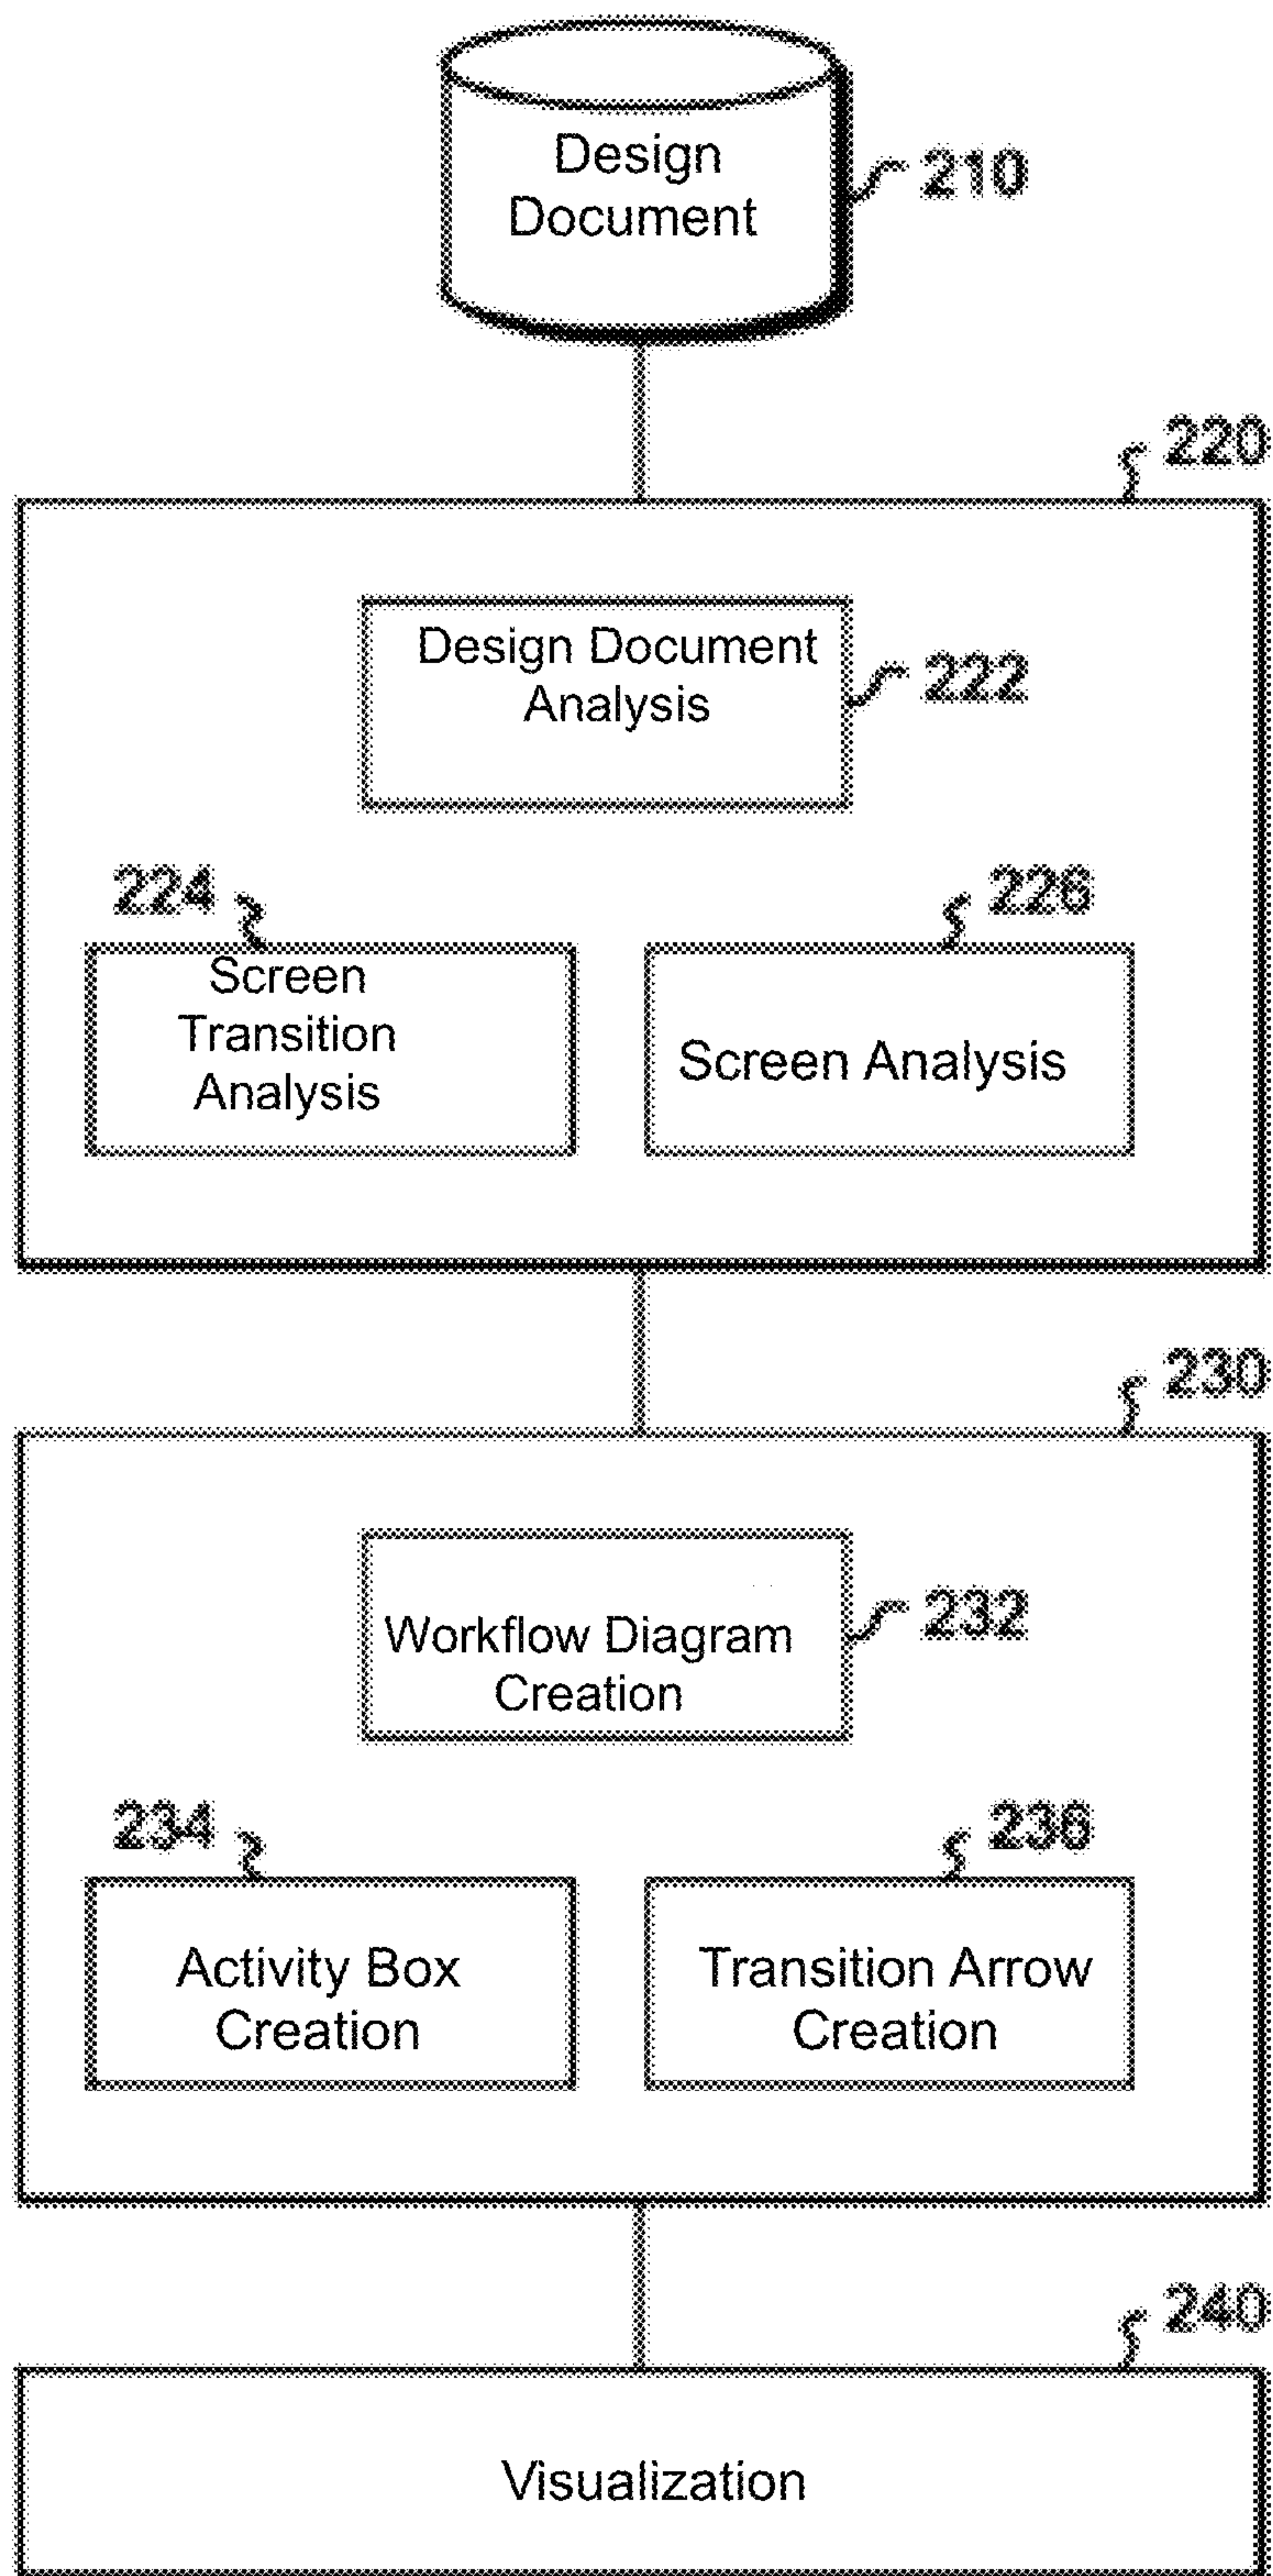 Design
Document
210
220
Design Document
Analysis
222
224
226
Screen
Transition
Analysis
Screen Analysis
230
Workflow Diagram
Creation
232
234
236
Activity Box
Creation
Transition Arrow
Creation
240
Visualization